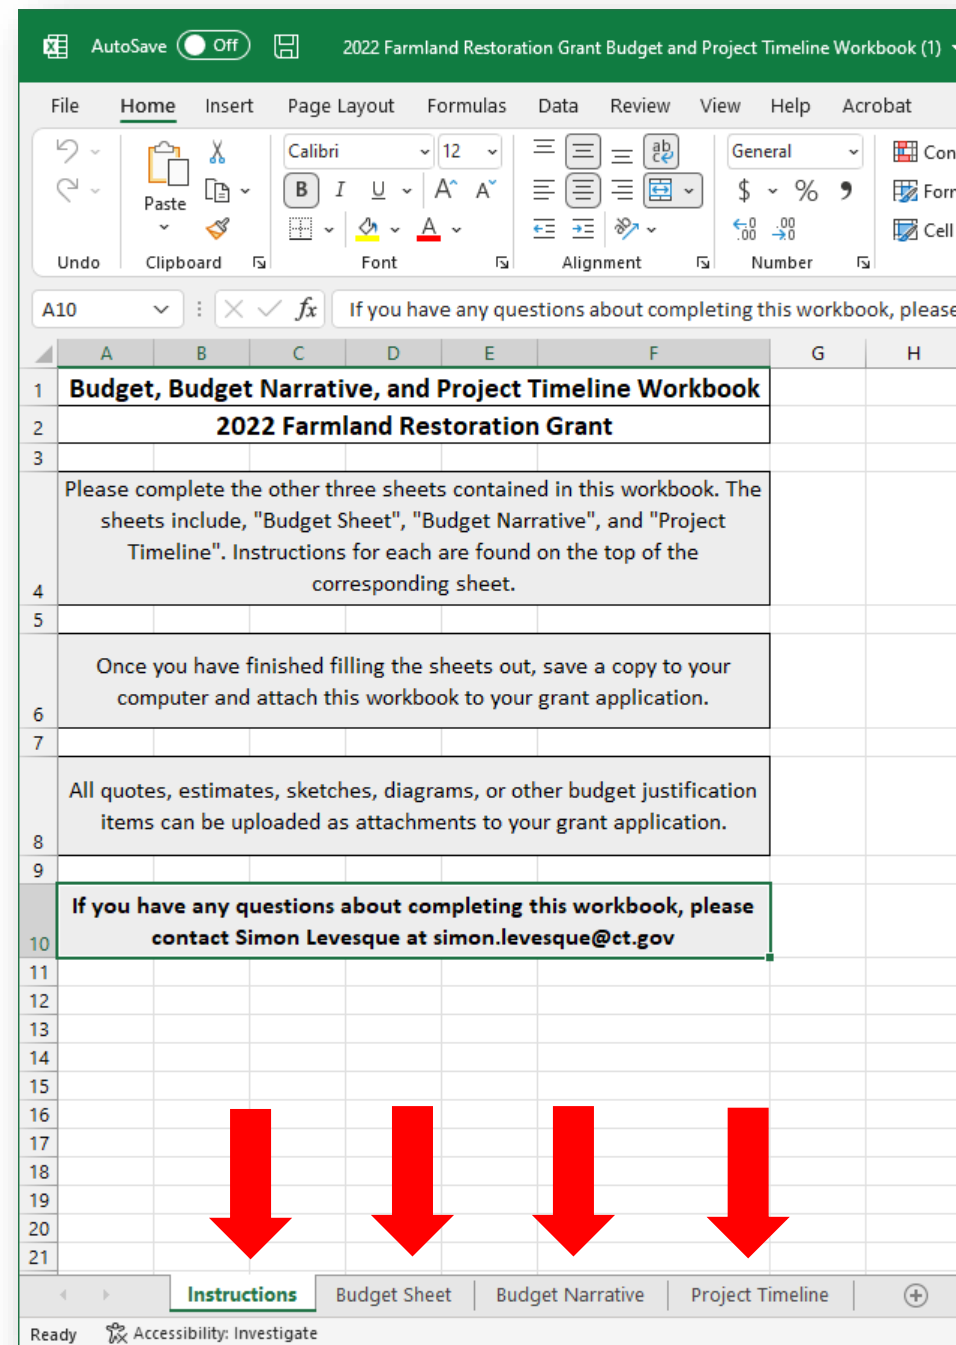 AutoSave Off 2022 Farmland Restoration Grant Budget and Project Timeline Workbook (1)
File Home Insert Page Layout Formulas Data Review View Help Acrobat
Calibri 12 General Con
Paste B I U A A $ % Form
A Cell
Undo Clipboard Font Alignment Number
A10 fx If you have any questions about completing this workbook, please
A B C D E F G H
1 Budget, Budget Narrative, and Project Timeline Workbook
2 2022 Farmland Restoration Grant
3
Please complete the other three sheets contained in this workbook. The
sheets include, "Budget Sheet", "Budget Narrative", and "Project
Timeline". Instructions for each are found on the top of the
4 corresponding sheet.
5
Once you have finished filling the sheets out, save a copy to your
computer and attach this workbook to your grant application.
6
7
All quotes, estimates, sketches, diagrams, or other budget justification
items can be uploaded as attachments to your grant application.
8
9
If you have any questions about completing this workbook, please
10 contact Simon Levesque at simon.levesque@ct.gov
11
12
13
14
15
16
17
18
19
20
21
Instructions Budget Sheet Budget Narrative Project Timeline
Ready Accessibility: Investigate